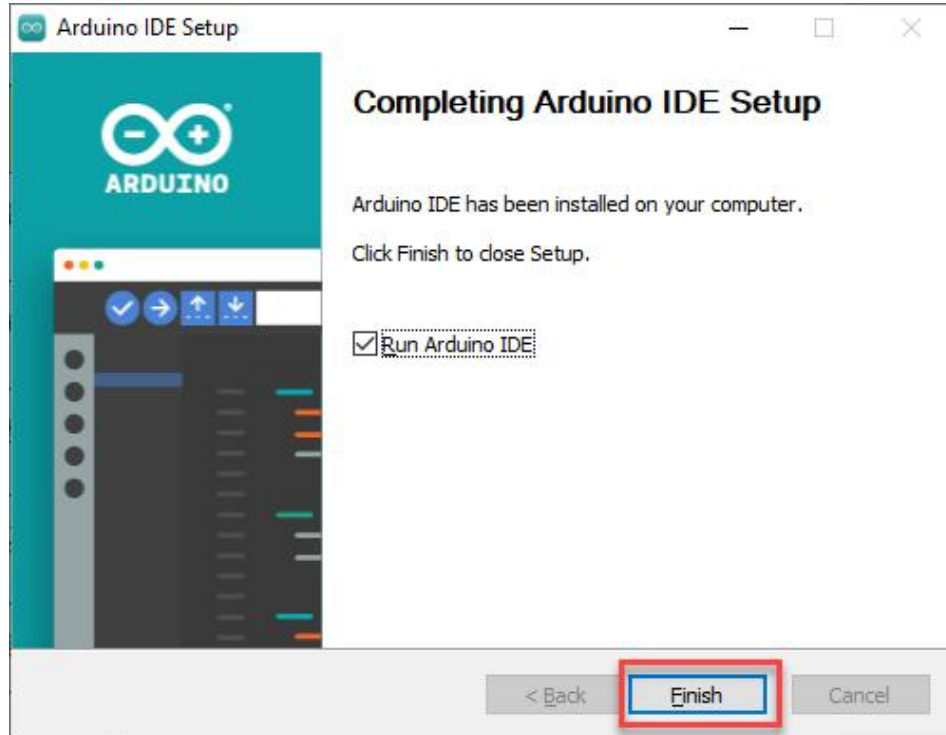 Arduino IDE Setup
ARDUINO
Completing Arduino IDE Setup
Arduino IDE has been installed on your computer.
Click Finish to close Setup.
Run Arduino IDE
< Back
Finish
Cancel